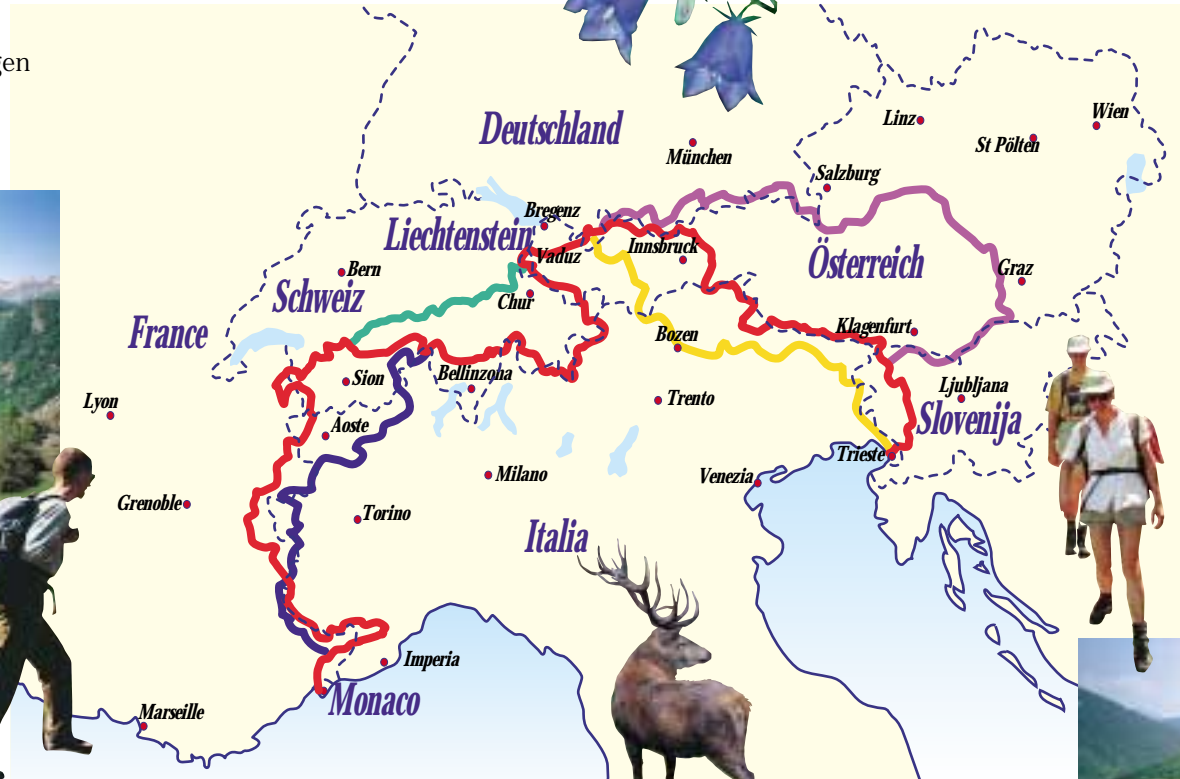 Deutschland
München
Linz
St Pölten
Wien
Salzburg
Bregenz
Liechtenstein
Vaduz
Innsbruck
Österreich
Bern
Schweiz
Chur
Graz
France
Klagenfurt
Bozen
Sion
Bellinzona
Ljubljana
Lyon
Trento
Slovenija
Aoste
Trieste
Milano
Venezia
Grenoble
Torino
Italia
Imperia
Monaco
Marseille